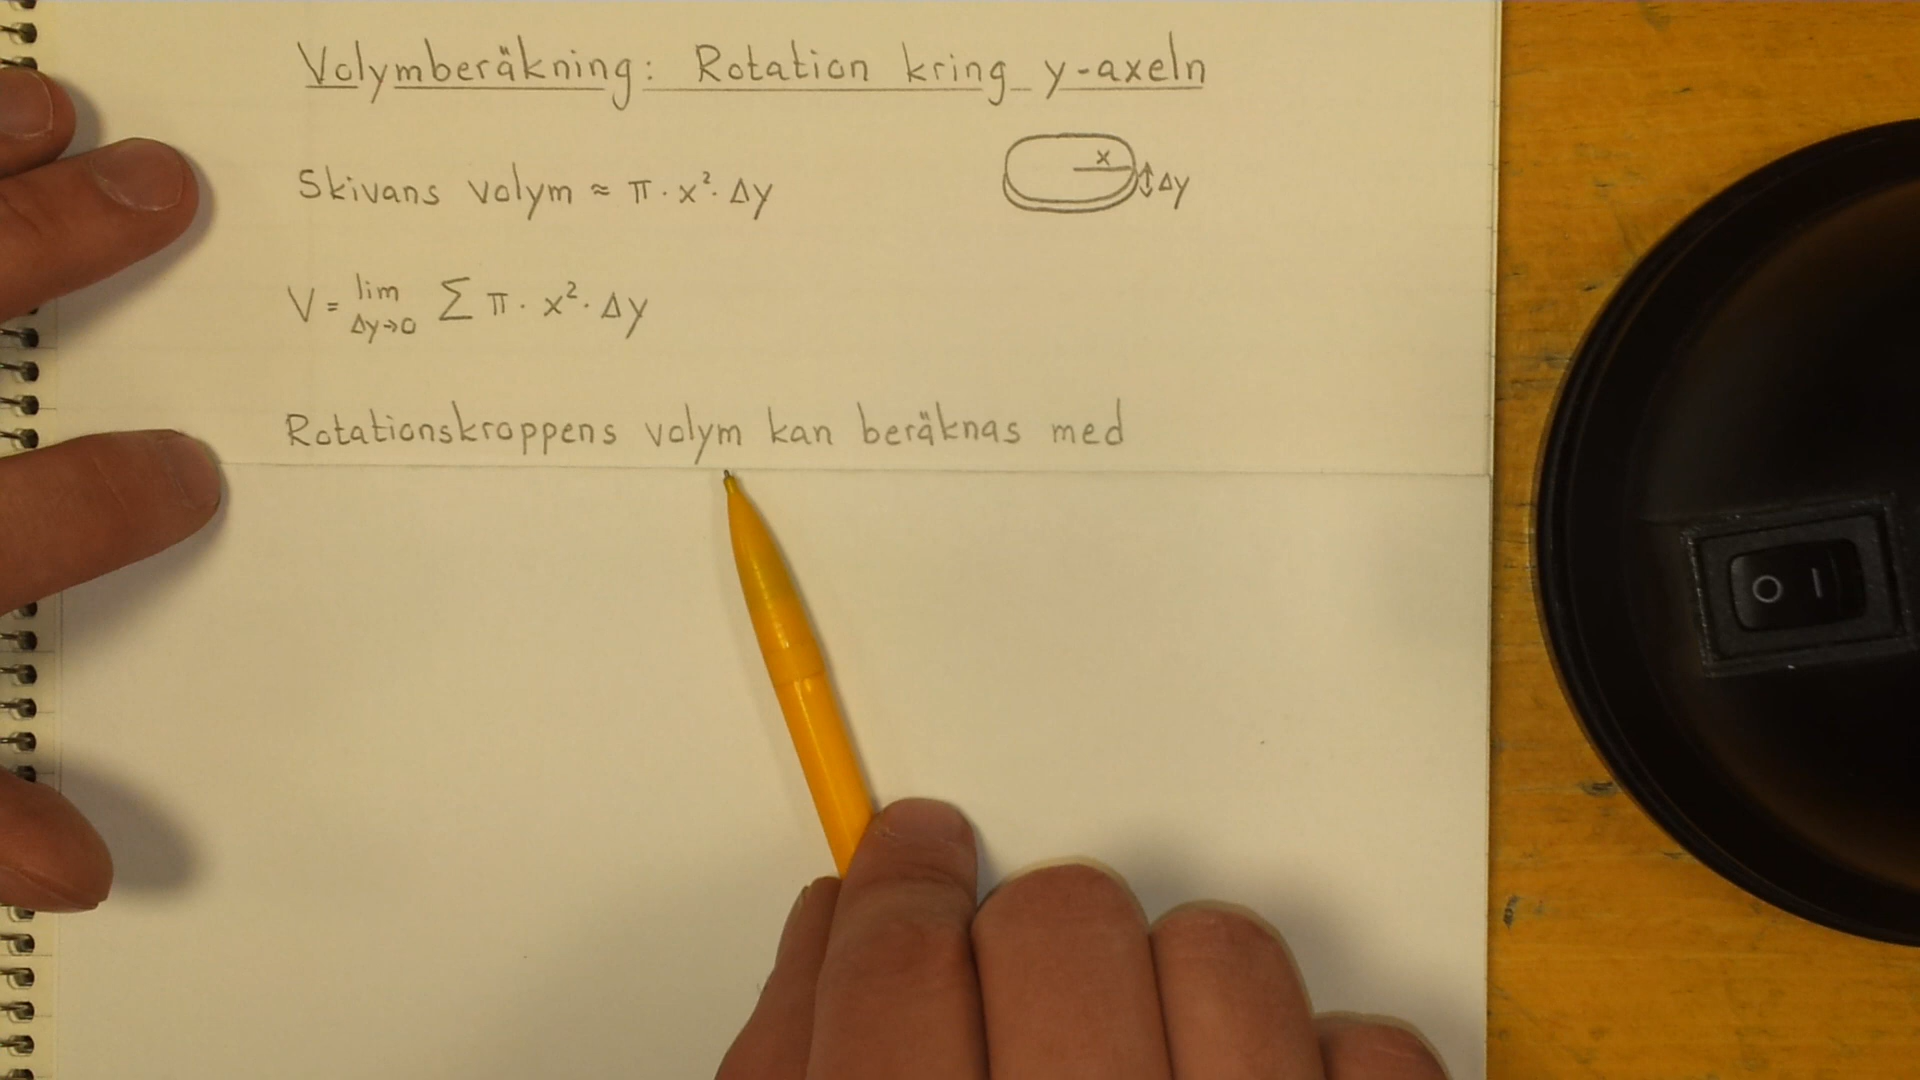 Volymberäkning: Rotation kring y-axeln
Skivans volym ≈ π · x² · Δy
x
Δy
V = lim Δy→0 Σ π · x² · Δy
Rotationskroppens volym kan beräknas med
O I